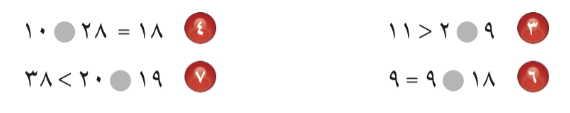 ٣ ٩ ● ٢ < ١١
٤ ١٨ = ٢٨ ● ١٠
٦ ١٨ ● ٩ = ٩
٧ ١٩ ● ٢٠ > ٣٨